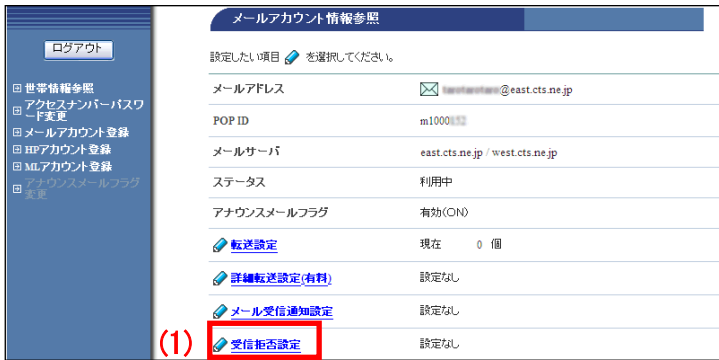 メールアカウント情報参照
ログアウト
設定したい項目 を選択してください。
世帯情報参照
アクセスナンバーパスワ
ード変更
メールアカウント登録
HPアカウント登録
MLアカウント登録
アナウンスメールフラグ
変更
メールアドレス @east.cts.ne.jp
POP ID m1000
メールサーバ east.cts.ne.jp / west.cts.ne.jp
ステータス 利用中
アナウンスメールフラグ 有効(ON)
転送設定 現在 0 個
詳細転送設定(有料) 設定なし
メール受信通知設定 設定なし
(1) 受信拒否設定 設定なし